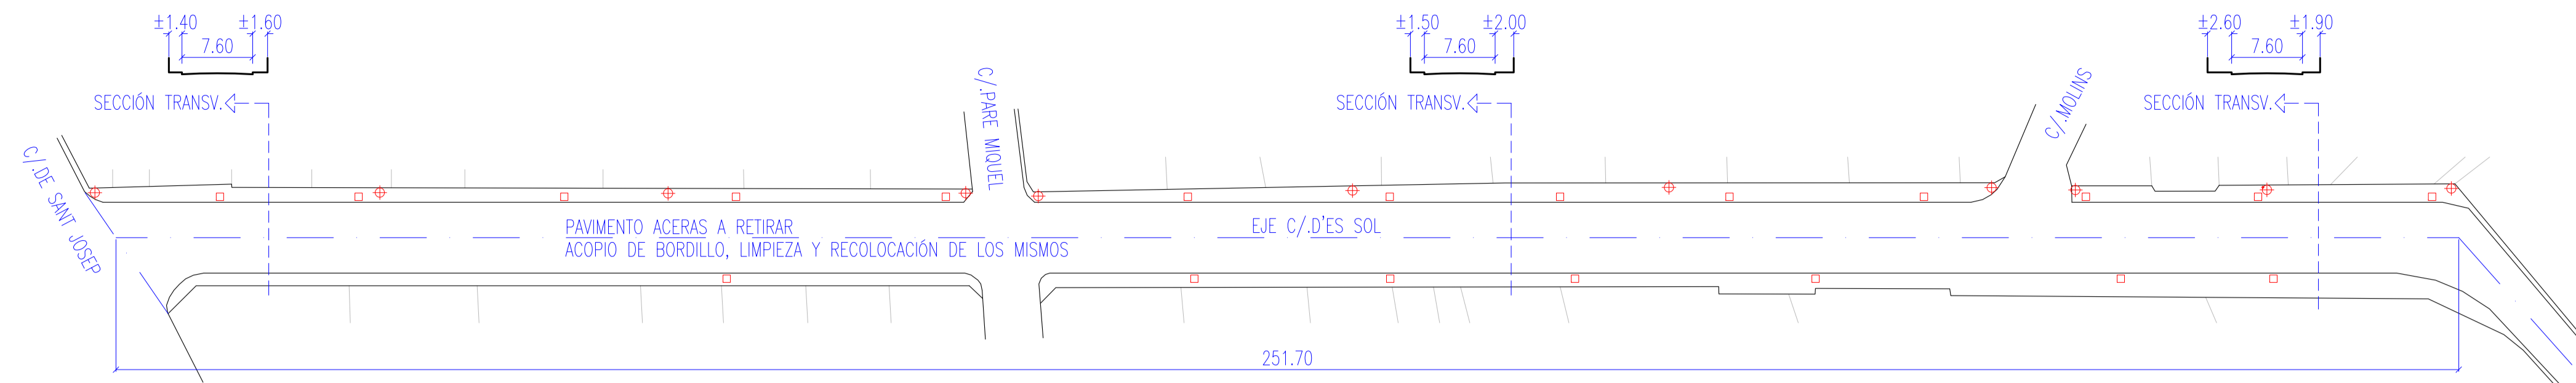 ±1.40 ±1.60
7.60
±1.50 ±2.00
7.60
±2.60 ±1.90
7.60
SECCIÓN TRANSV.
SECCIÓN TRANSV.
SECCIÓN TRANSV.
C/.DE SANT JOSEP
C/.PARE MIQUEL
C/.MOLINS
PAVIMENTO ACERAS A RETIRAR
ACOPIO DE BORDILLO, LIMPIEZA Y RECOLOCACIÓN DE LOS MISMOS
EJE C/.D'ES SOL
251.70